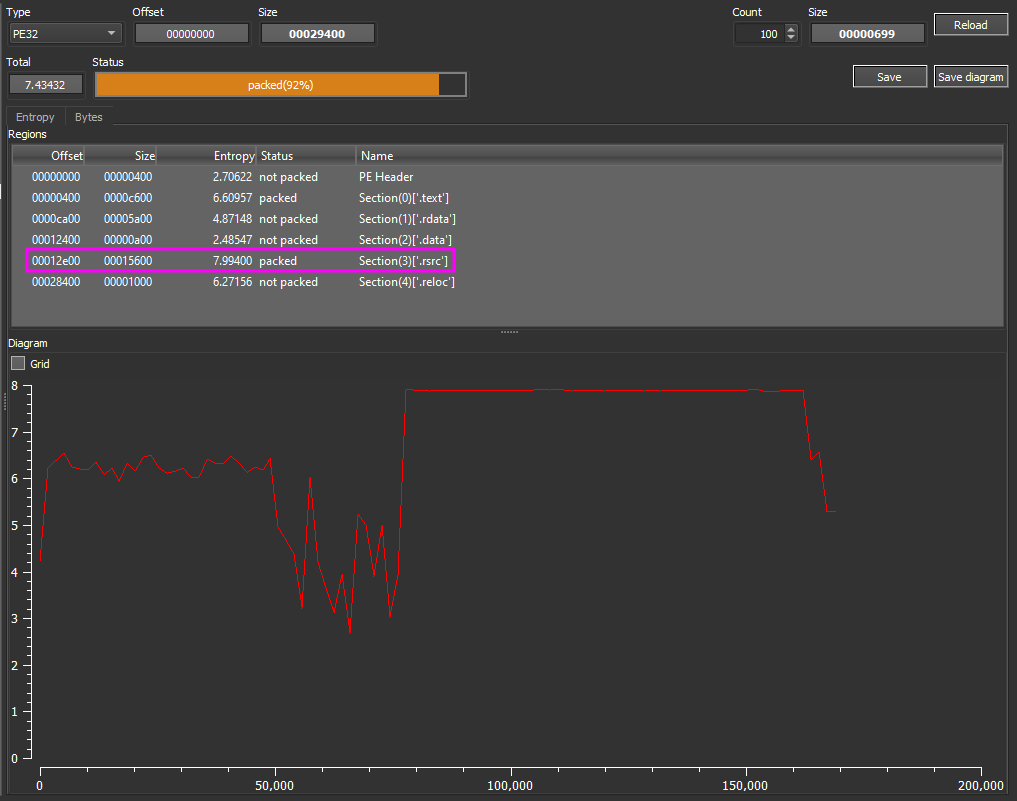 Type Offset Size Count Size
PE32 00000000 00029400 100 00000699 Reload
Total Status
7.43432 packed(92%) Save Save diagram
Entropy Bytes
Regions
Offset Size Entropy Status Name
00000000 00000400 2.70622 not packed PE Header
00000400 0000c600 6.60957 packed Section(0)['.text']
0000ca00 00005a00 4.87148 not packed Section(1)['.rdata']
00012400 00000a00 2.48547 not packed Section(2)['.data']
00012e00 00015600 7.99400 packed Section(3)['.rsrc']
00028400 00001000 6.27156 not packed Section(4)['.reloc']
Diagram
Grid
8
7
6
5
4
3
2
1
0
0 50,000 100,000 150,000 200,000